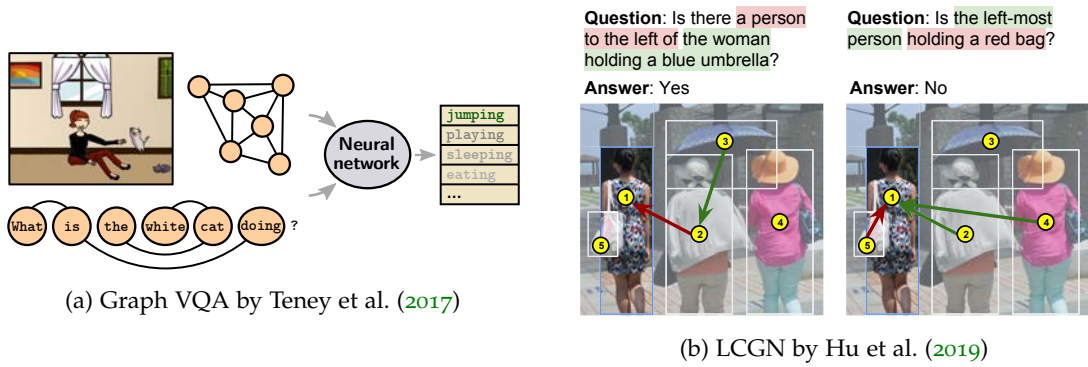 What is the white cat doing ?
Neural
network
jumping
playing
sleeping
eating
...
(a) Graph VQA by Teney et al. (2017)
Question: Is there a person
to the left of the woman
holding a blue umbrella?
Answer: Yes
3
1
2
4
5
Question: Is the left-most
person holding a red bag?
Answer: No
3
1
2
4
5
(b) LCGN by Hu et al. (2019)